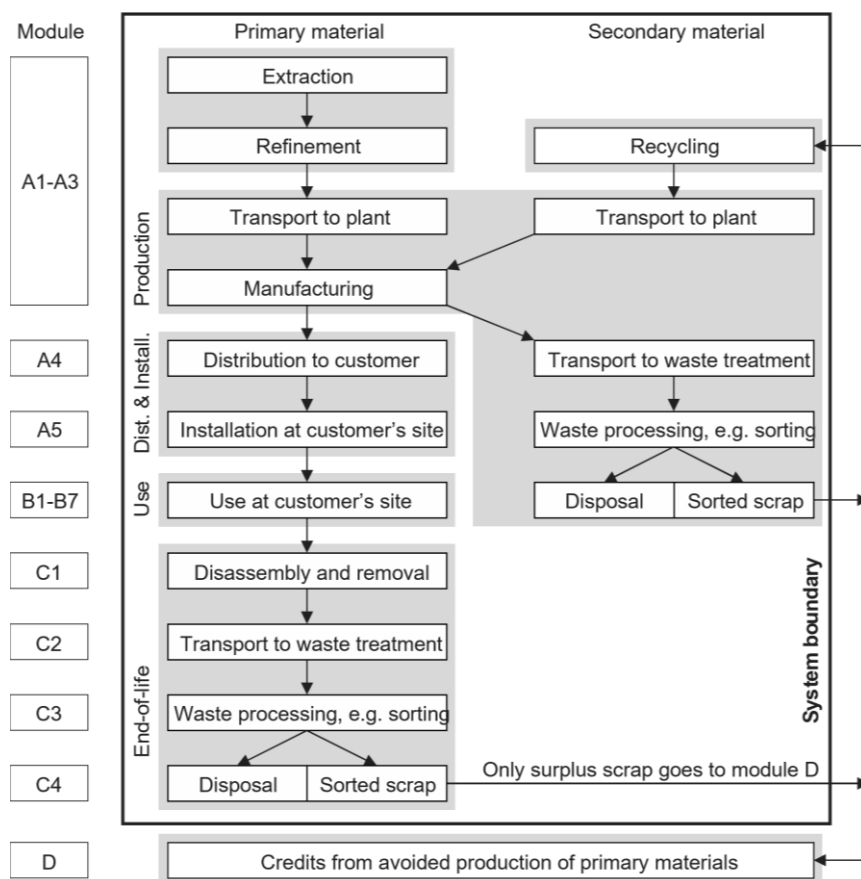 Module
Primary material
Secondary material
A1-A3
Extraction
Refinement
Recycling
Transport to plant
Transport to plant
Manufacturing
Production
A4
Distribution to customer
Transport to waste treatment
A5
Installation at customer's site
Waste processing, e.g. sorting
Dist. & Install.
B1-B7
Use at customer's site
Disposal
Sorted scrap
Use
C1
Disassembly and removal
C2
Transport to waste treatment
C3
Waste processing, e.g. sorting
C4
Disposal
Sorted scrap
Only surplus scrap goes to module D
End-of-life
System boundary
D
Credits from avoided production of primary materials